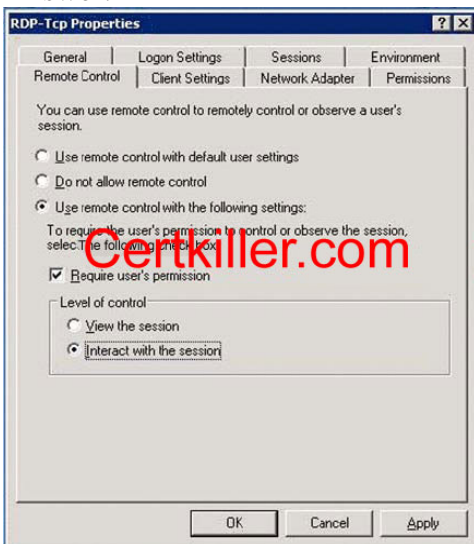 RDP-Tcp Properties
General Logon Settings Sessions Environment
Remote Control Client Settings Network Adapter Permissions
You can use remote control to remotely control or observe a user's
session.
Use remote control with default user settings
Do not allow remote control
Use remote control with the following settings:
To require the user's permission to control or observe the session,
selec.The following check box
Certkiller.com
Require user's permission
Level of control
View the session
Interact with the session
OK Cancel Apply